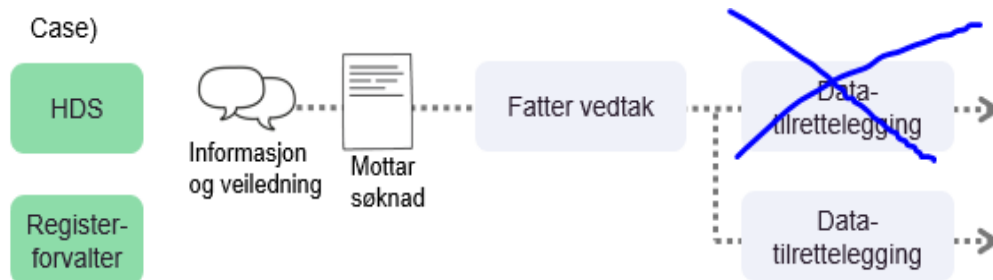 Case)
HDS
Informasjon
og veiledning
Mottar
søknad
Fatter vedtak
Data-
tilrettelegging
Register-
forvalter
Data-
tilrettelegging